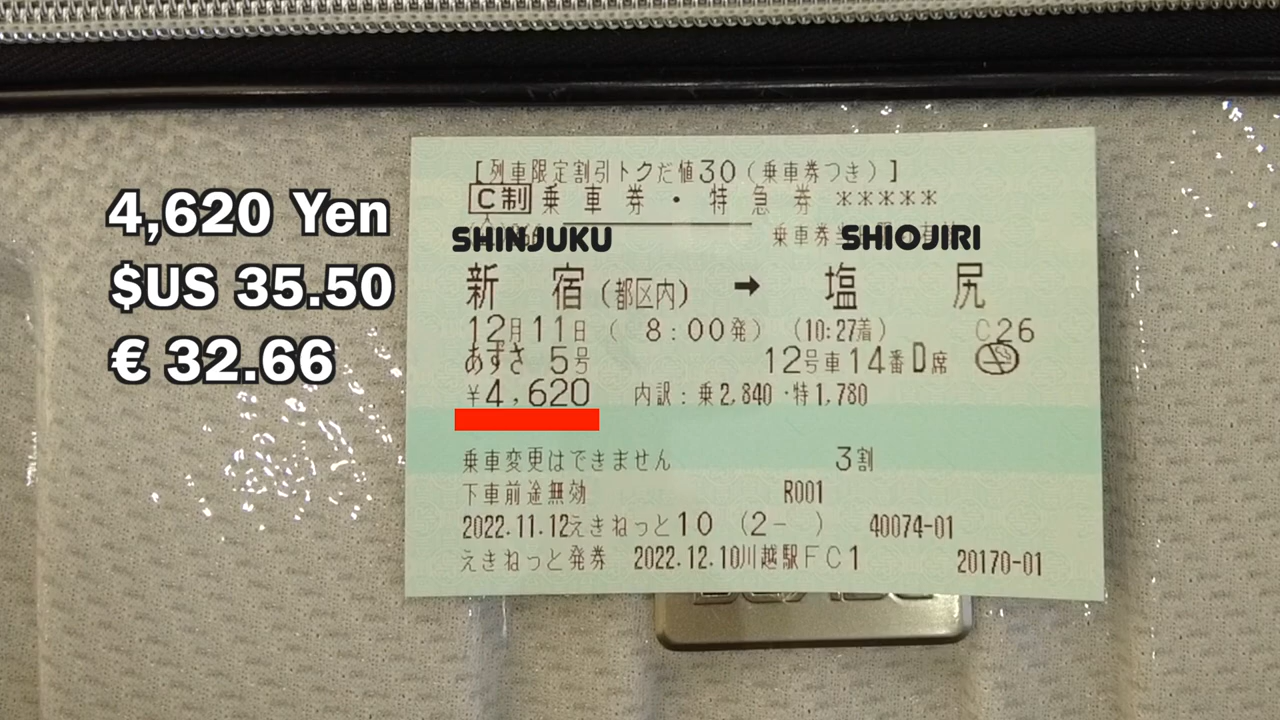 4,620 Yen
$US 35.50
€ 32.66
[列車限定割引トクだ値30(乗車券つき)]
C制 乗車券・特急券 *****
SHINJUKU
乗車券
SHIOJIRI
新宿(都区内) → 塩尻
12月11日 ( 8:00発) (10:27着) C26
あずさ 5号 12号車14番D席
¥4,620 内訳:乗2,840・特1,780
乗車変更はできません 3割
下車前途無効 R001
2022.11.12えきねっと10 (2- ) 40074-01
えきねっと発券 2022.12.10川越駅FC1 20170-01